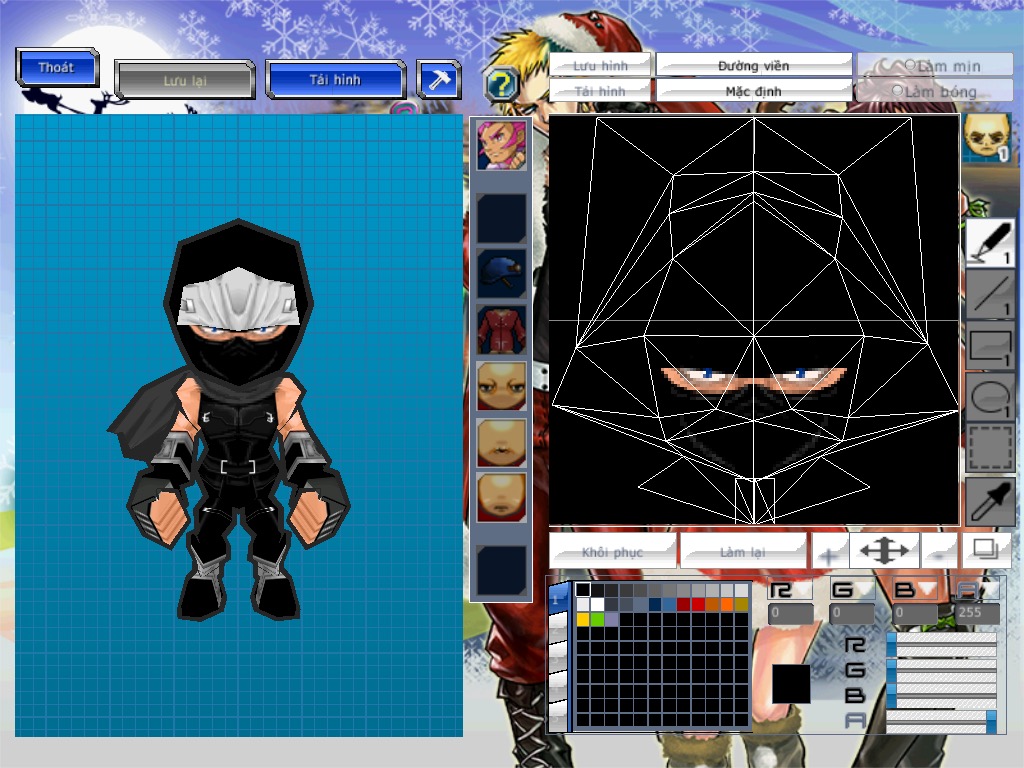 Thoát
Lưu lại
Tải hình
?
Lưu hình
Đường viền
Làm mịn
Tải hình
Mặc định
Làm bóng
1
1
1
1
1
Khôi phục
Làm lại
+
-
1
R G B A
0 0 0 255
R
G
B
A